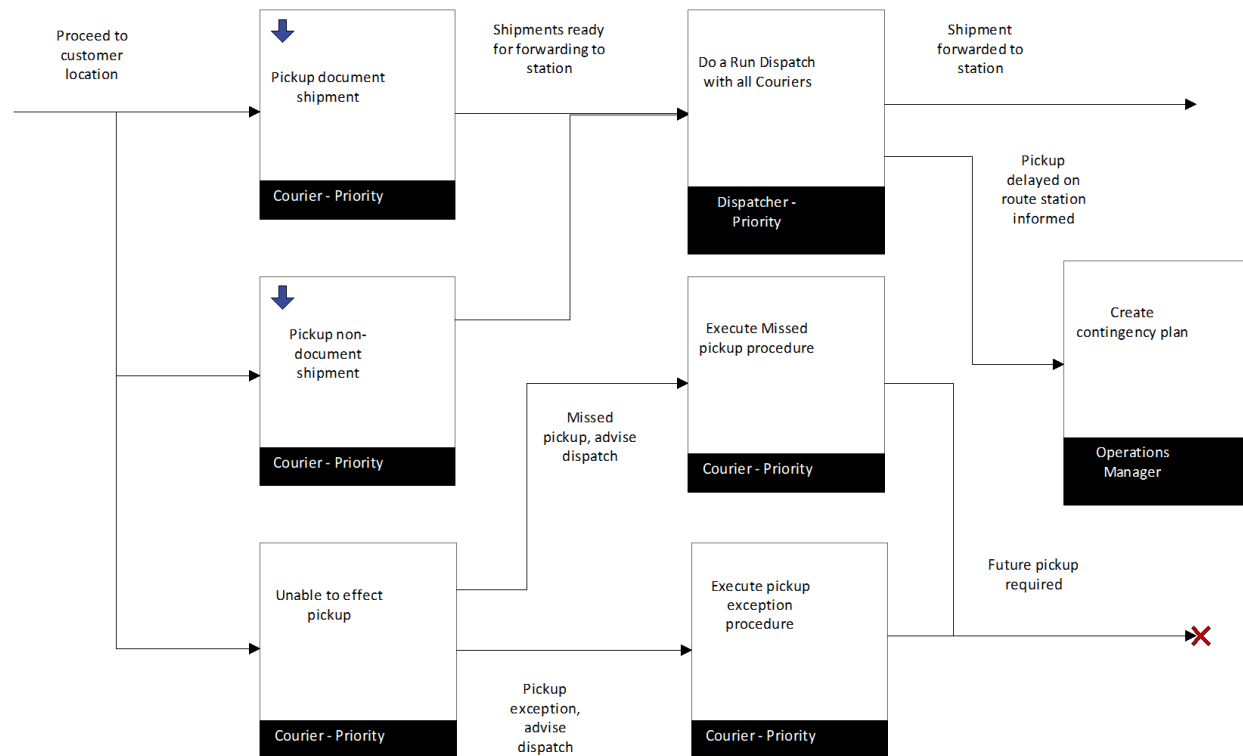 Proceed to
customer
location
Pickup document
shipment
Courier - Priority
Shipments ready
for forwarding to
station
Do a Run Dispatch
with all Couriers
Dispatcher -
Priority
Shipment
forwarded to
station
Pickup
delayed on
route station
informed
Pickup non-
document
shipment
Courier - Priority
Execute Missed
pickup procedure
Courier - Priority
Create
contingency plan
Operations
Manager
Missed
pickup, advise
dispatch
Unable to effect
pickup
Courier - Priority
Pickup
exception,
advise
dispatch
Execute pickup
exception
procedure
Courier - Priority
Future pickup
required